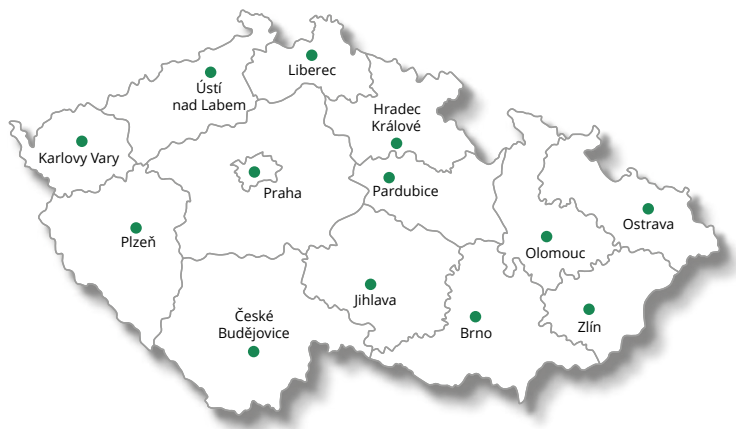 Liberec
Ústí
nad Labem
Hradec
Králové
Karlovy Vary
Praha
Pardubice
Plzeň
Ostrava
Olomouc
Jihlava
České
Budějovice
Brno
Zlín